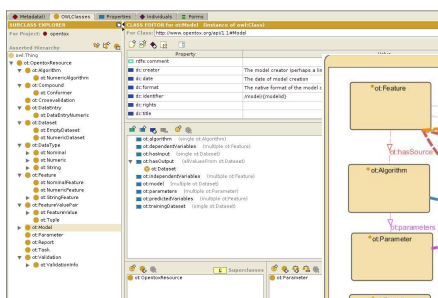 Metadata()
OWLClasses
Properties
Individuals
Forms
SUBCLASS EXPLORER
For Project: opentox
Asserted Hierarchy
owl:Thing
ot:OpentoxResource
ot:Algorithm
ot:NumericAlgorithm
ot:Compound
ot:Conformer
ot:Crossvalidation
ot:DataEntry
ot:DataEntryNumeric
ot:Dataset
ot:EmptyDataset
ot:NumericDataset
ot:DataType
ot:Nominal
ot:Numeric
ot:String
ot:Feature
ot:NominalFeature
ot:NumericFeature
ot:StringFeature
ot:FeatureValuePair
ot:FeatureValue
ot:Tuple
ot:Model
ot:Parameter
ot:Report
ot:Task
ot:Validation
ot:ValidationInfo
CLASS EDITOR for ot:Model (instance of owl:Class)
For Class: http://www.opentox.org/api/1.1#Model
Property
Value
rdfs:comment
dc:creator The model creator (perhaps a lin
dc:date The date of model creation
dc:format The native format of the model c
dc:identifier /model/{modelid}
dc:rights
dc:title
ot:algorithm (single ot:Algorithm)
ot:dependentVariables (multiple ot:Feature)
ot:hasInput (single ot:Dataset)
ot:hasOutput (allValuesFrom ot:Dataset)
ot:Dataset
ot:independentVariables (multiple ot:Feature)
ot:model (multiple ot:Dataset)
ot:parameters (multiple ot:Parameter)
ot:predictedVariables (multiple ot:Feature)
ot:trainingDataset (single ot:Dataset)
Superclasses
ot:OpentoxResource
ot:Parameter
ot:Feature
ot:hasSource
ot:Algorithm
ot:parameters
ot:Parameter